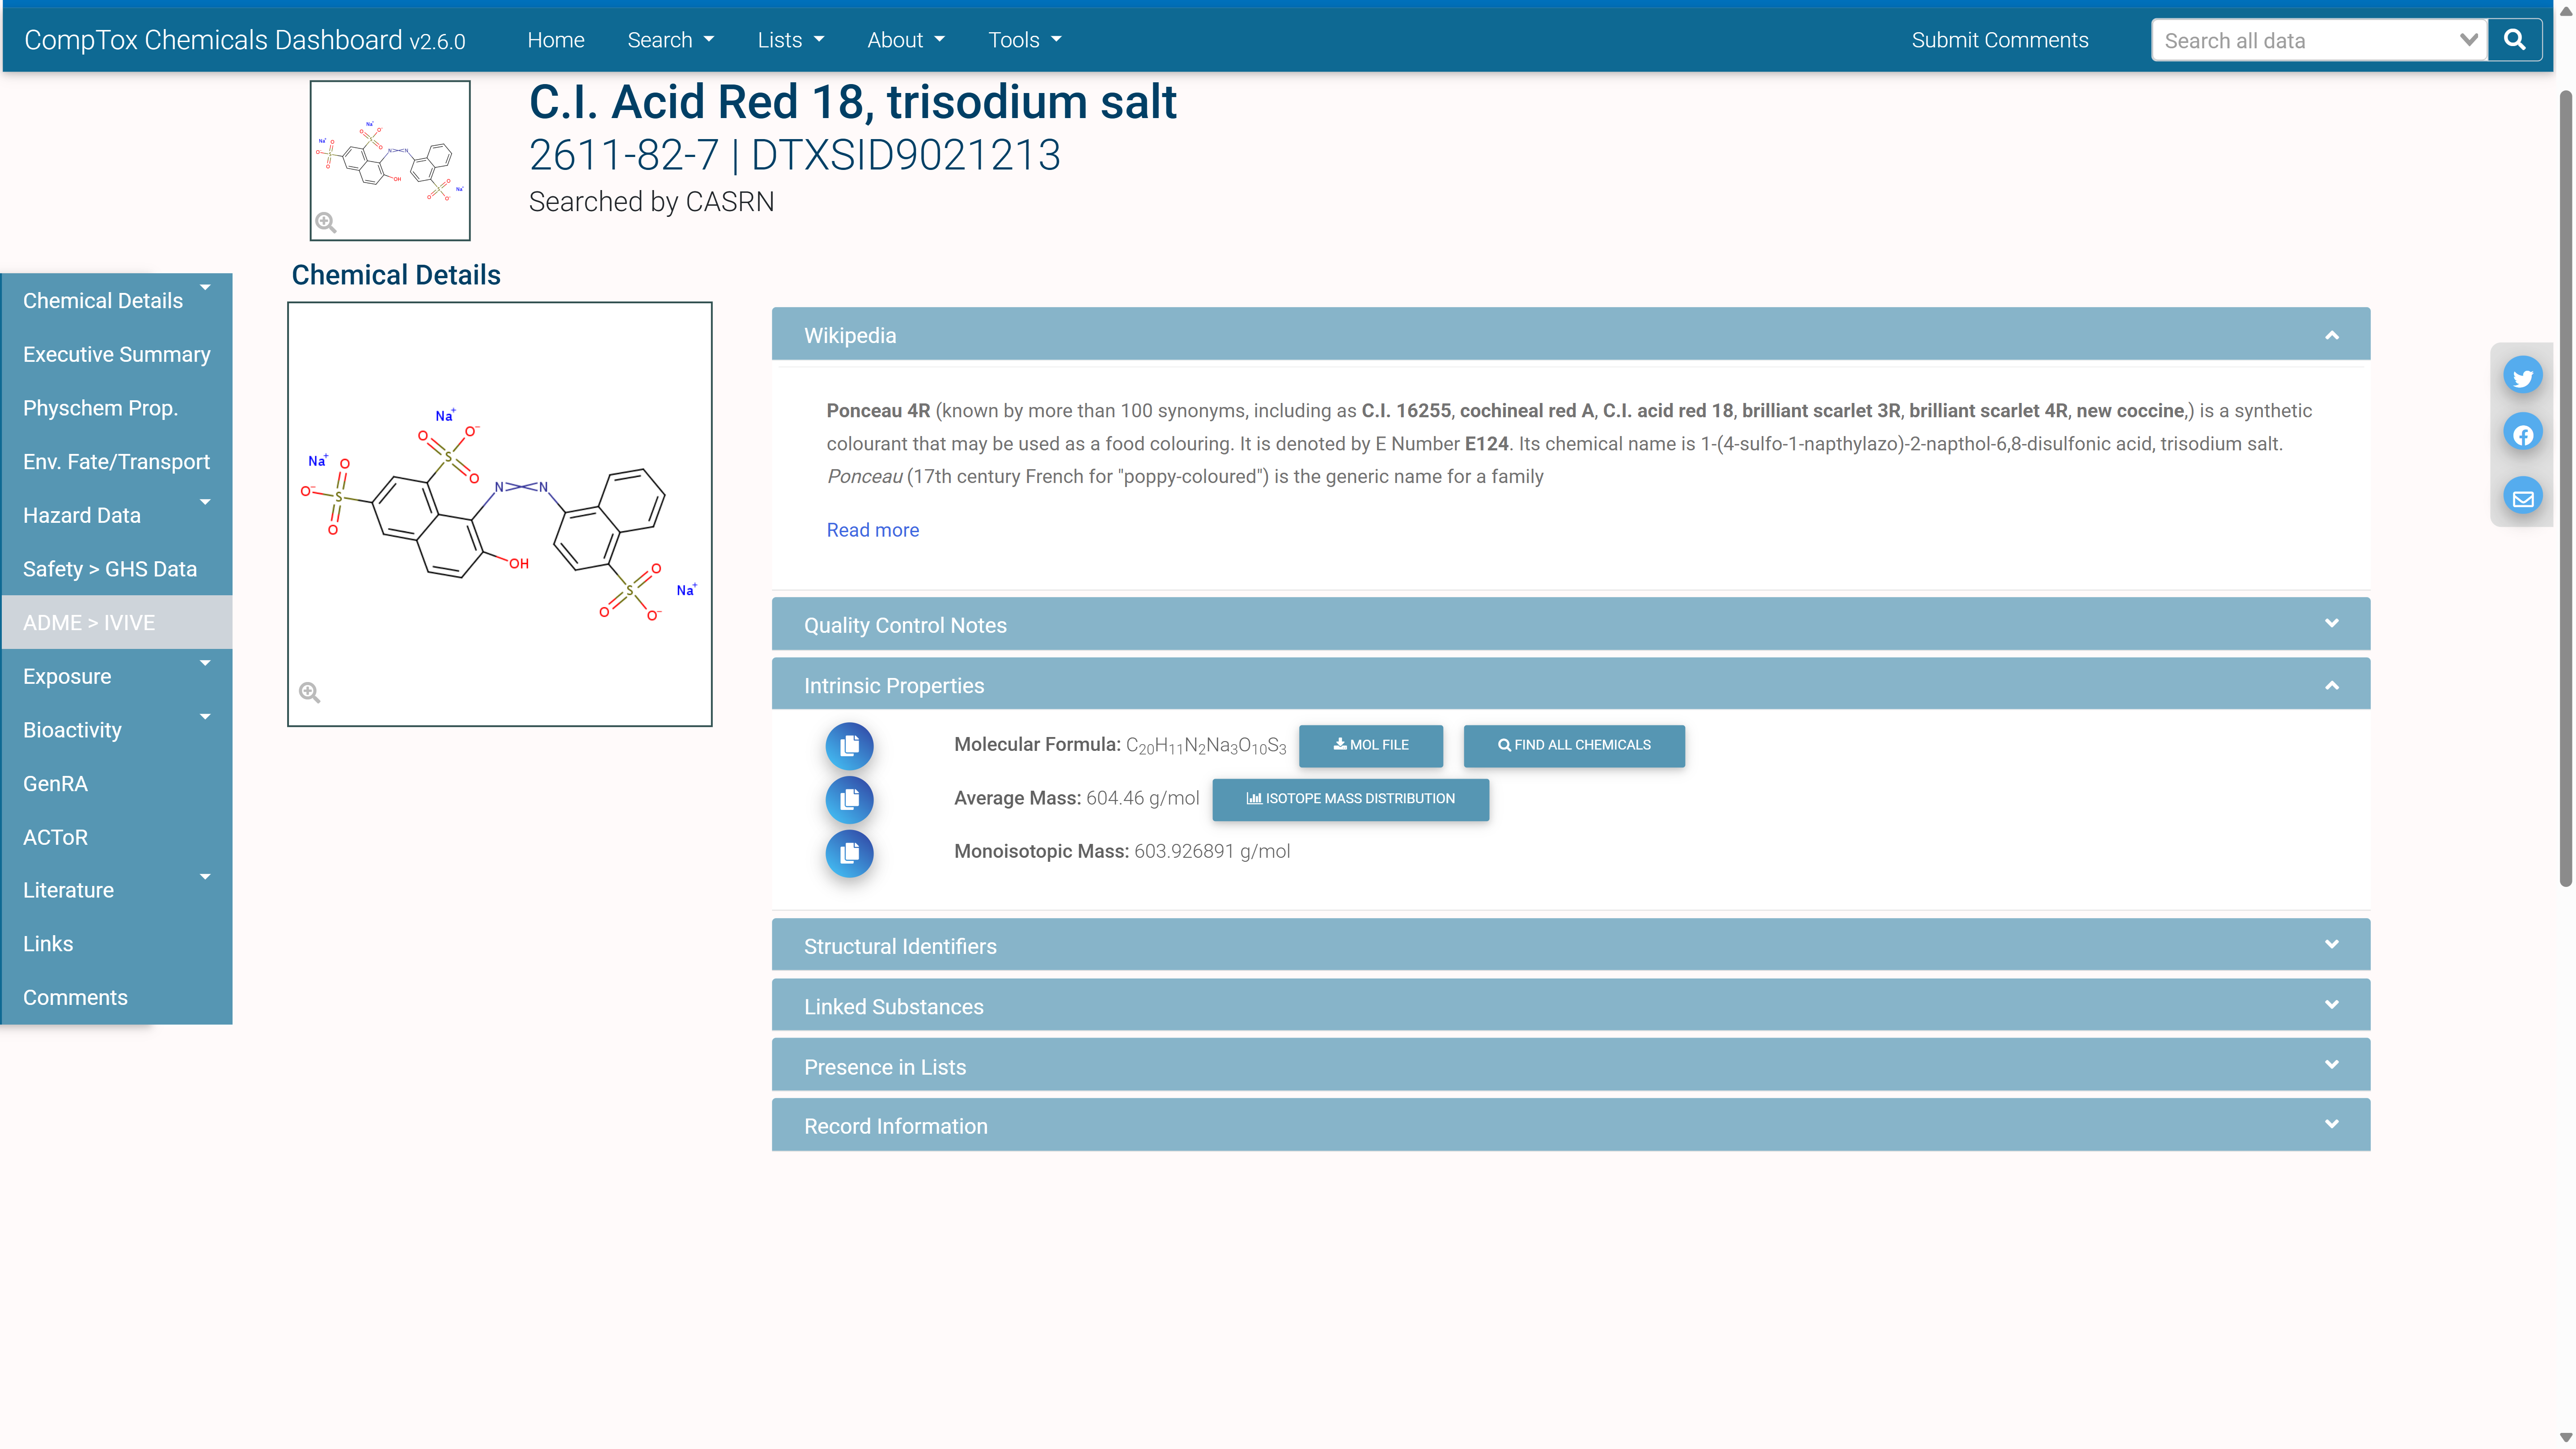 CompTox Chemicals Dashboard v2.6.0
Home
Search
Lists
About
Tools
Submit Comments
Search all data
C.I. Acid Red 18, trisodium salt
2611-82-7 | DTXSID9021213
Searched by CASRN
Chemical Details
Executive Summary
Physchem Prop.
Env. Fate/Transport
Hazard Data
Safety > GHS Data
ADME > IVIVE
Exposure
Bioactivity
GenRA
ACToR
Literature
Links
Comments
Chemical Details
Na+
O
O-
S
O
Na+
O
O-
S
O
N
N
OH
O
S
O
O-
Na+
Wikipedia
Ponceau 4R (known by more than 100 synonyms, including as C.I. 16255, cochineal red A, C.I. acid red 18, brilliant scarlet 3R, brilliant scarlet 4R, new coccine,) is a synthetic
colourant that may be used as a food colouring. It is denoted by E Number E124. Its chemical name is 1-(4-sulfo-1-napthylazo)-2-napthol-6,8-disulfonic acid, trisodium salt.
Ponceau (17th century French for "poppy-coloured") is the generic name for a family
Read more
Quality Control Notes
Intrinsic Properties
Molecular Formula: C20H11N2Na3O10S3
MOL FILE
FIND ALL CHEMICALS
Average Mass: 604.46 g/mol
ISOTOPE MASS DISTRIBUTION
Monoisotopic Mass: 603.926891 g/mol
Structural Identifiers
Linked Substances
Presence in Lists
Record Information